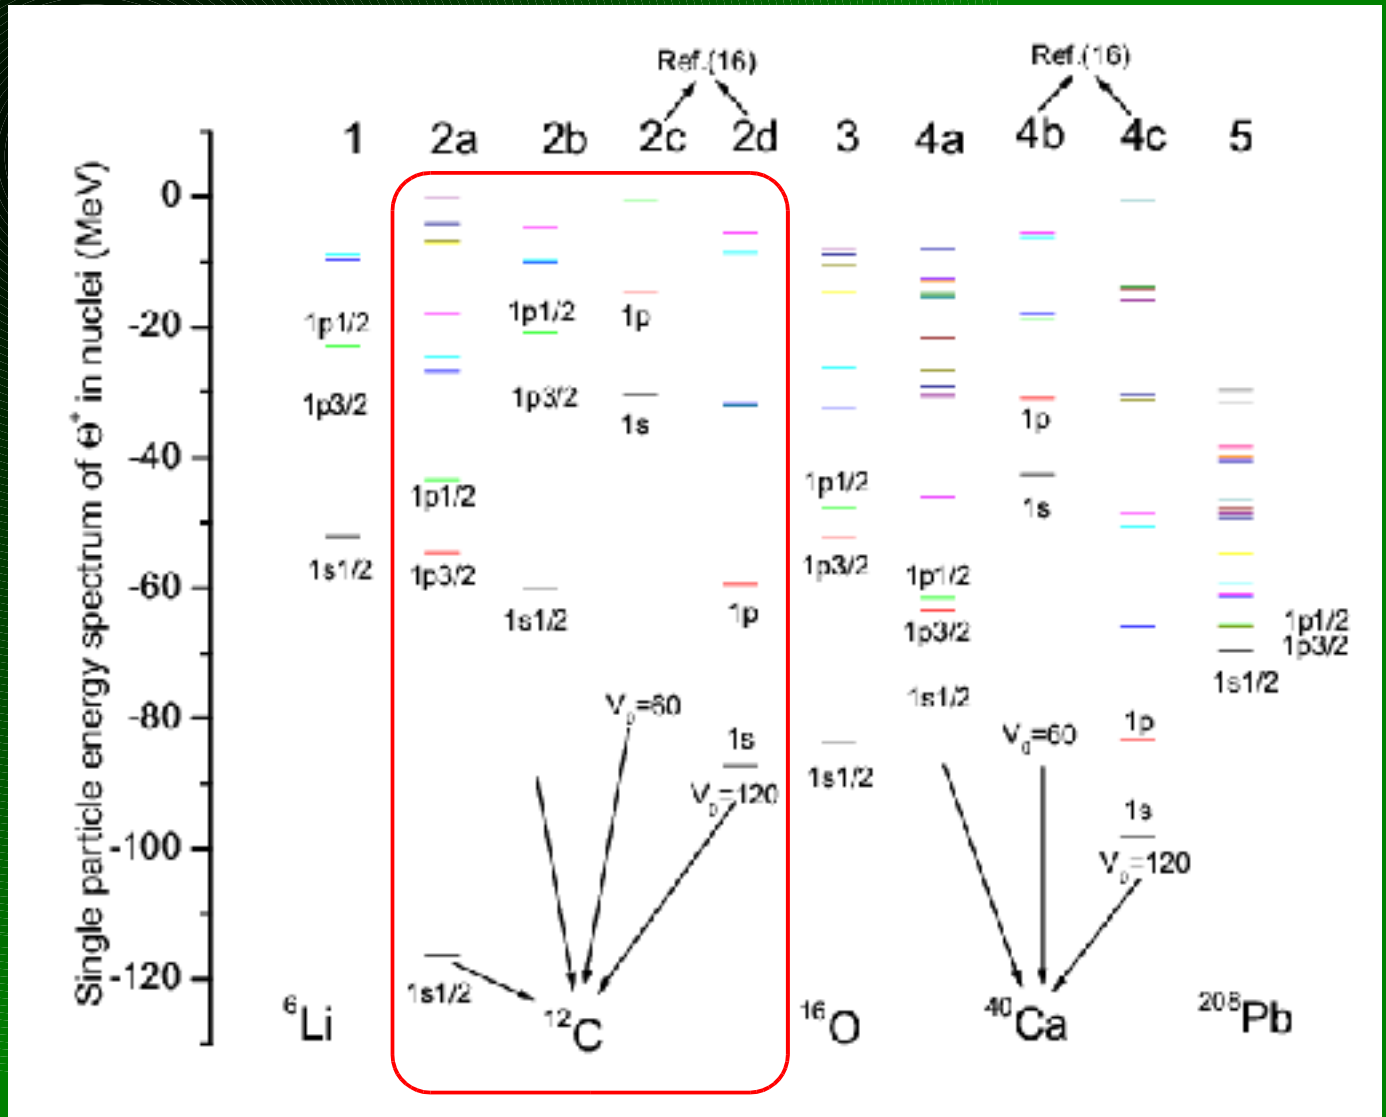 Ref.(16) Ref.(16)
1 2a 2b 2c 2d 3 4a 4b 4c 5
Single particle energy spectrum of Θ⁺ in nuclei (MeV)
0
-20
-40
-60
-80
-100
-120
1p1/2
1p3/2
1s1/2
⁶Li
1p1/2
1p3/2
1s1/2
1p1/2
1p3/2
1s1/2
1p
1s
V₀=60
1p
1s
V₀=120
¹²C
1p1/2
1p3/2
1s1/2
¹⁶O
1p1/2
1p3/2
1s1/2
1p
1s
V₀=60
1p
1s
V₀=120
⁴⁰Ca
1p1/2
1p3/2
1s1/2
²⁰⁸Pb